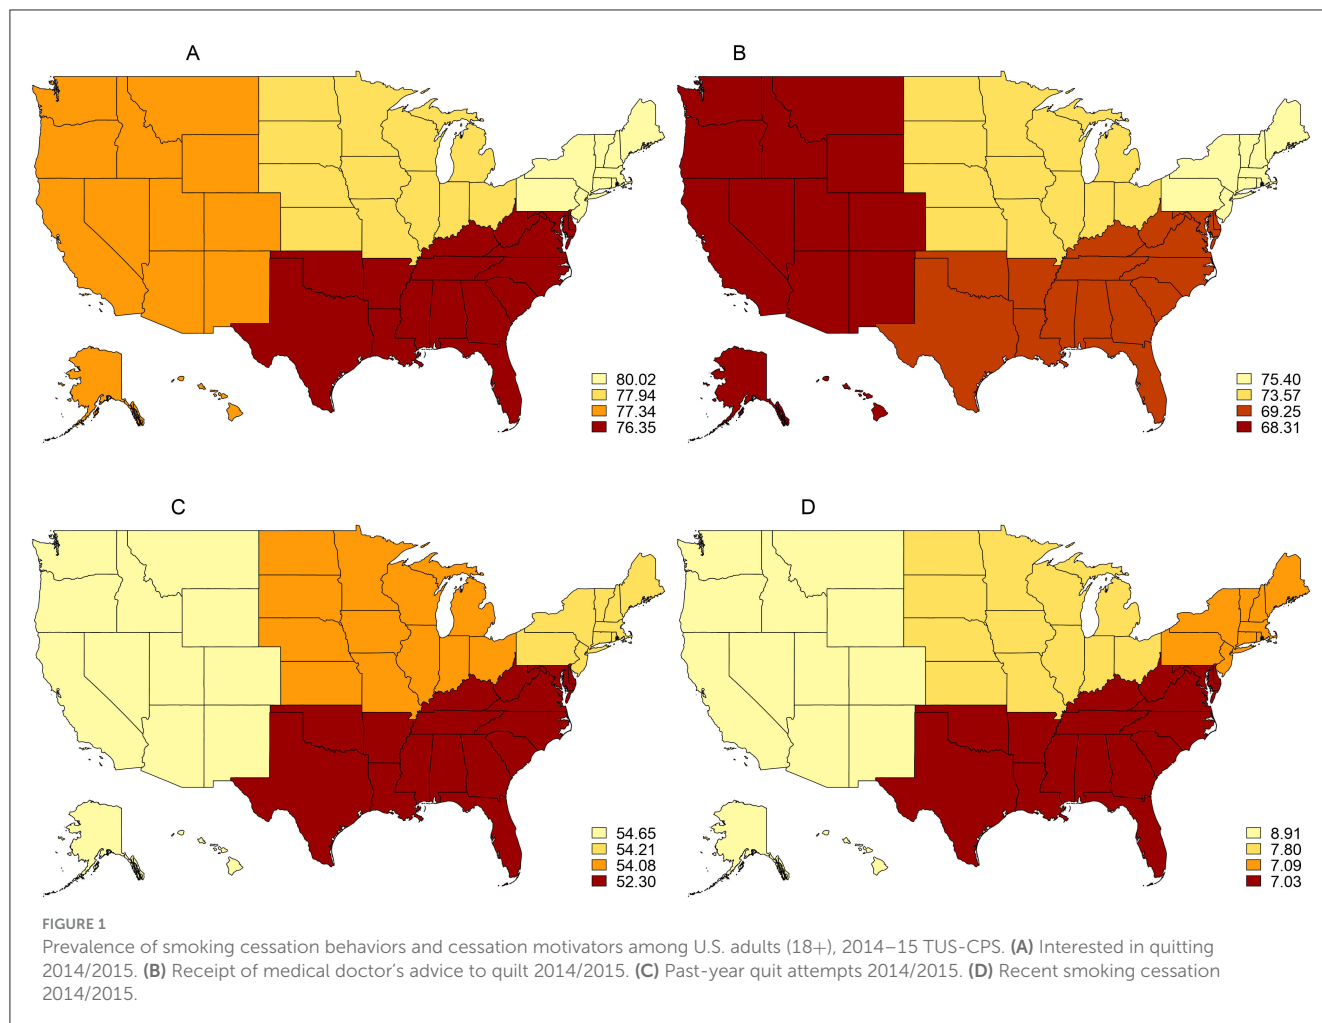 A
B
80.02
77.94
77.34
76.35
75.40
73.57
69.25
68.31
C
D
54.65
54.21
54.08
52.30
8.91
7.80
7.09
7.03
FIGURE 1
Prevalence of smoking cessation behaviors and cessation motivators among U.S. adults (18+), 2014–15 TUS-CPS. (A) Interested in quitting
2014/2015. (B) Receipt of medical doctor's advice to quilt 2014/2015. (C) Past-year quit attempts 2014/2015. (D) Recent smoking cessation
2014/2015.